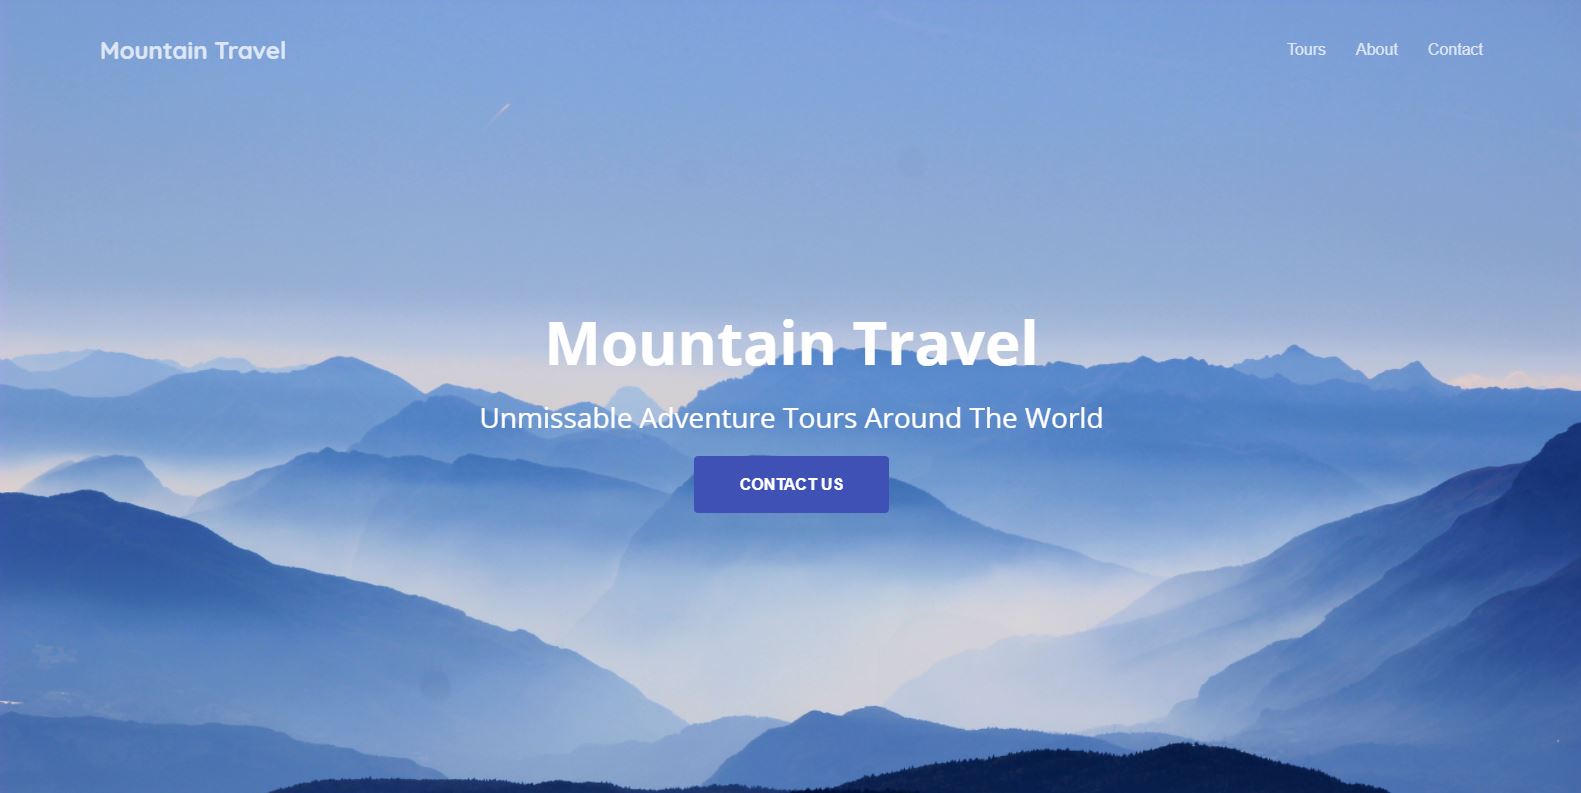 Mountain Travel
Tours About Contact
Mountain Travel
Unmissable Adventure Tours Around The World
CONTACT US